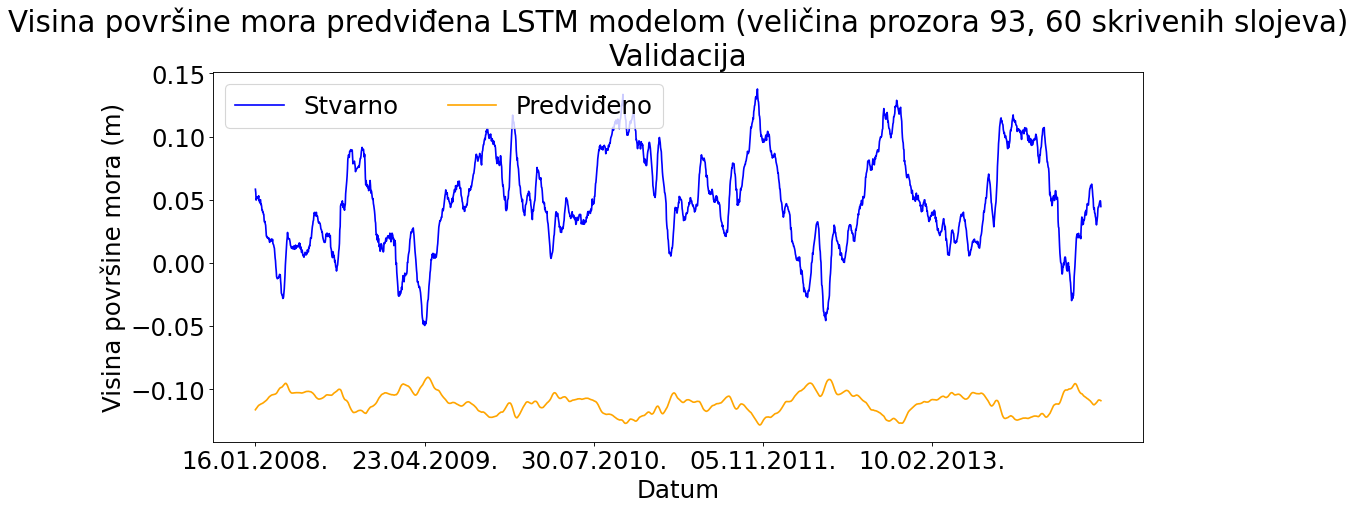 Visina površine mora predviđena LSTM modelom (veličina prozora 93, 60 skrivenih slojeva)
Validacija
Stvarno Predviđeno
Visina površine mora (m)
0.15
0.10
0.05
0.00
−0.05
−0.10
16.01.2008. 23.04.2009. 30.07.2010. 05.11.2011. 10.02.2013.
Datum